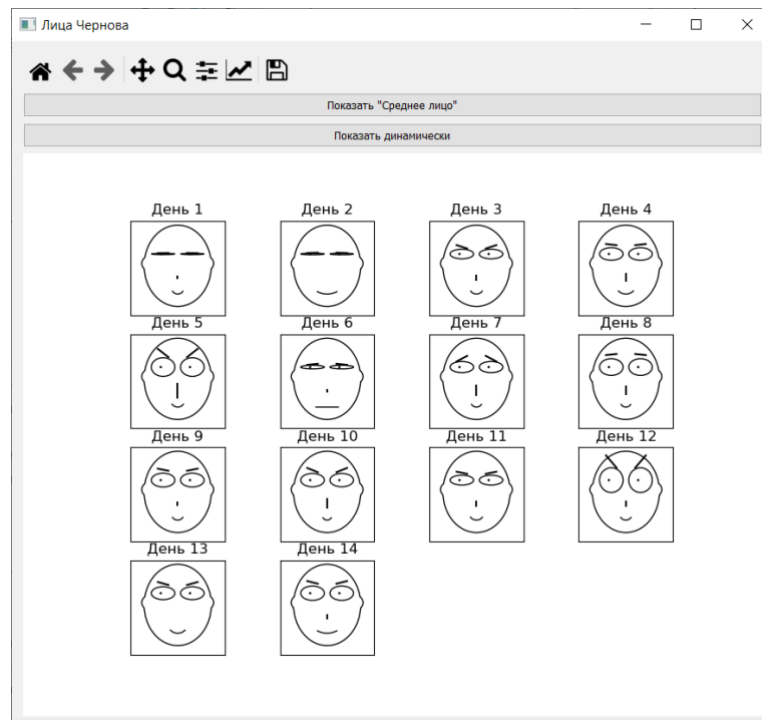 Лица Чернова
Показать "Среднее лицо"
Показать динамически
День 1 День 2 День 3 День 4
День 5 День 6 День 7 День 8
День 9 День 10 День 11 День 12
День 13 День 14